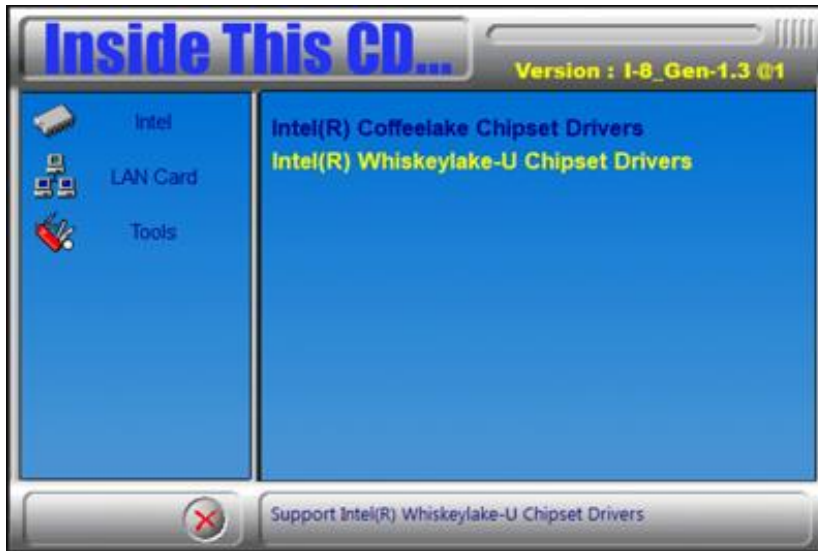 Inside This CD...
Version : I-8_Gen-1.3 @1
Intel
LAN Card
Tools
Intel(R) Coffeelake Chipset Drivers
Intel(R) Whiskeylake-U Chipset Drivers
Support Intel(R) Whiskeylake-U Chipset Drivers